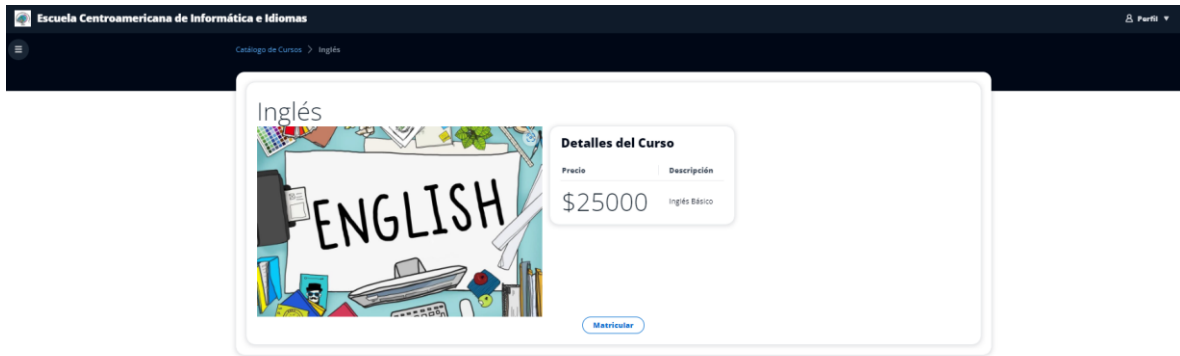 Escuela Centroamericana de Informática e Idiomas
Perfil
Catálogo de Cursos > Inglés
Inglés
ENGLISH
Detalles del Curso
Precio Descripción
$25000 Inglés Básico
Matricular